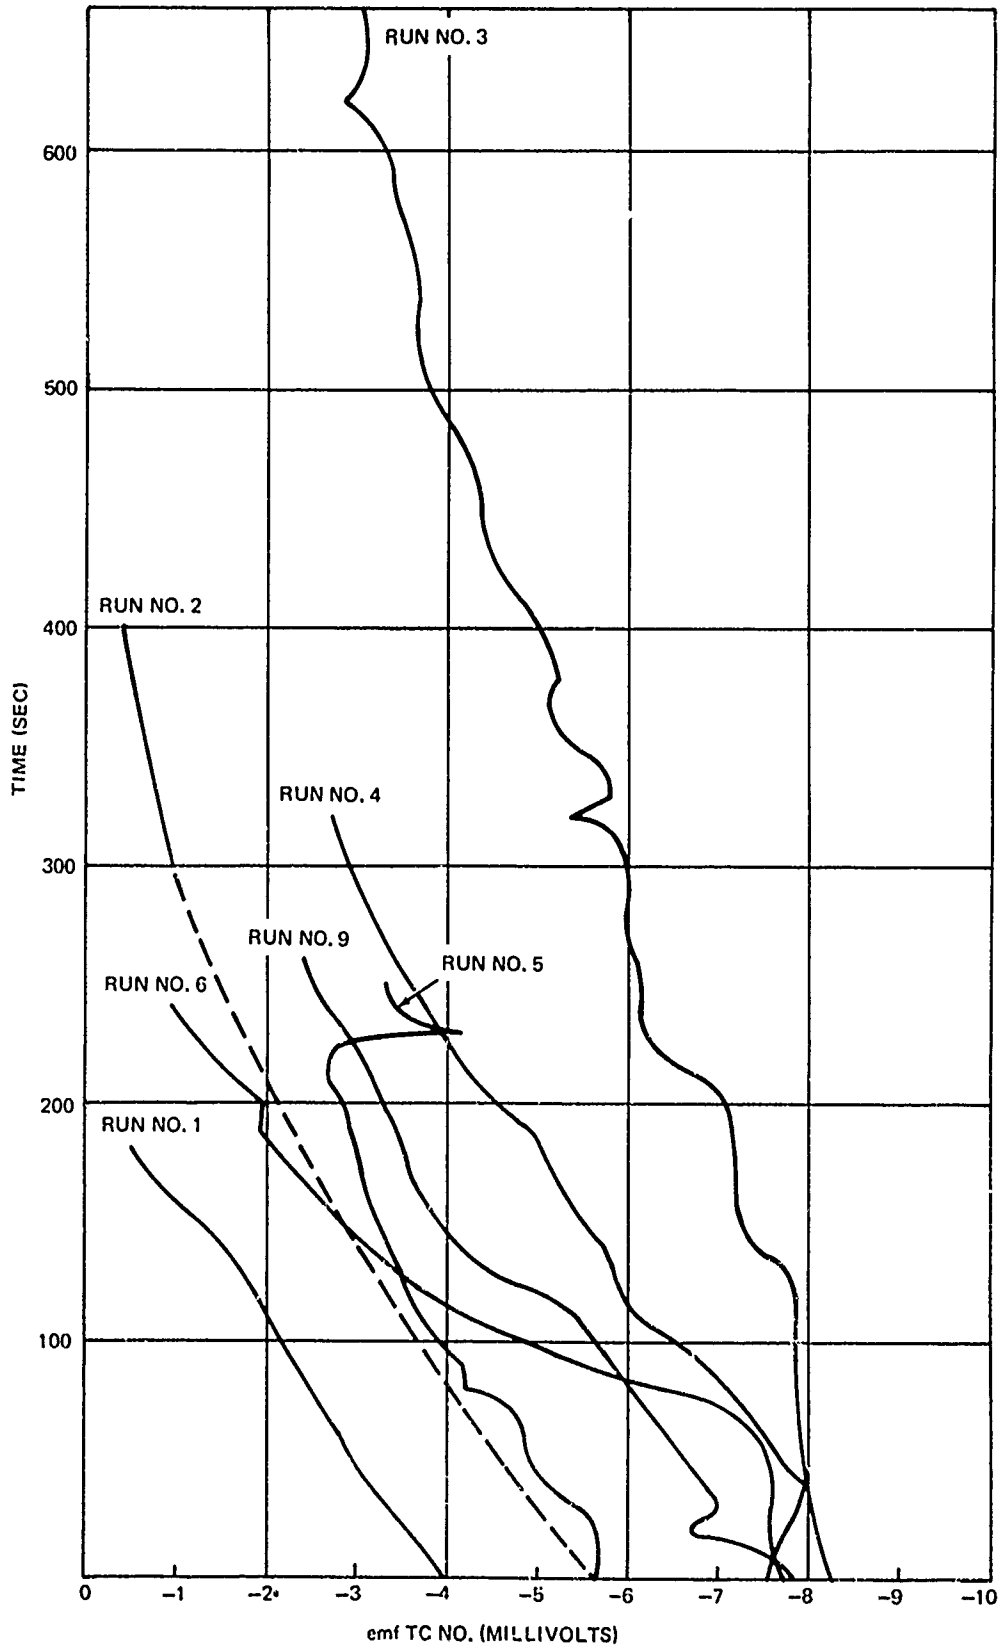 RUN NO. 3
600
500
RUN NO. 2
400
TIME (SEC)
RUN NO. 4
300
RUN NO. 9
RUN NO. 5
RUN NO. 6
200
RUN NO. 1
100
0 -1 -2 -3 -4 -5 -6 -7 -8 -9 -10
emf TC NO. (MILLIVOLTS)